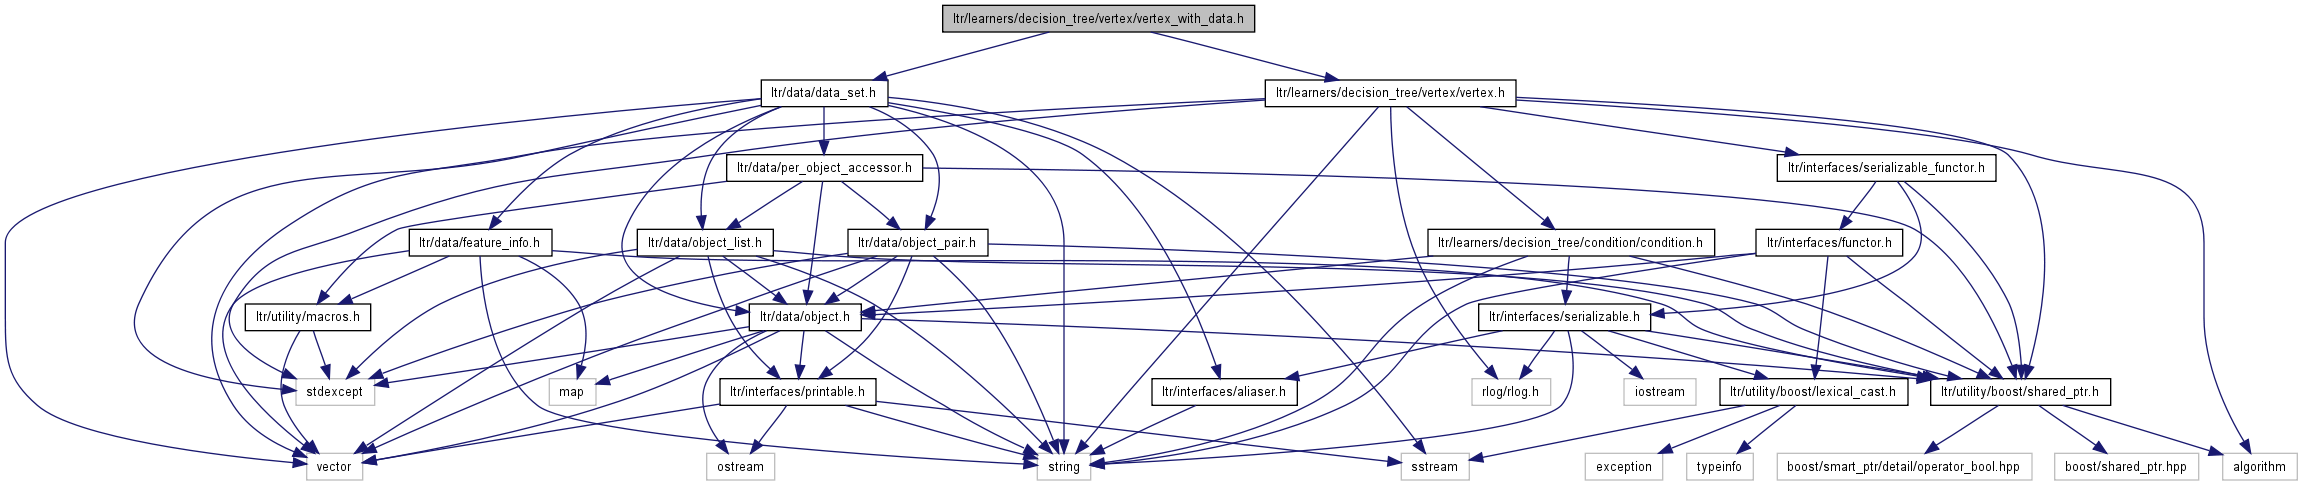 ltr/learners/decision_tree/vertex/vertex_with_data.h
ltr/data/data_set.h
ltr/learners/decision_tree/vertex/vertex.h
ltr/data/per_object_accessor.h
ltr/interfaces/serializable_functor.h
ltr/data/feature_info.h
ltr/data/object_list.h
ltr/data/object_pair.h
ltr/learners/decision_tree/condition/condition.h
ltr/interfaces/functor.h
ltr/utility/macros.h
ltr/data/object.h
ltr/interfaces/serializable.h
stdexcept
map
ltr/interfaces/printable.h
ltr/interfaces/aliaser.h
rlog/rlog.h
iostream
ltr/utility/boost/lexical_cast.h
ltr/utility/boost/shared_ptr.h
vector
ostream
string
sstream
exception
typeinfo
boost/smart_ptr/detail/operator_bool.hpp
boost/shared_ptr.hpp
algorithm